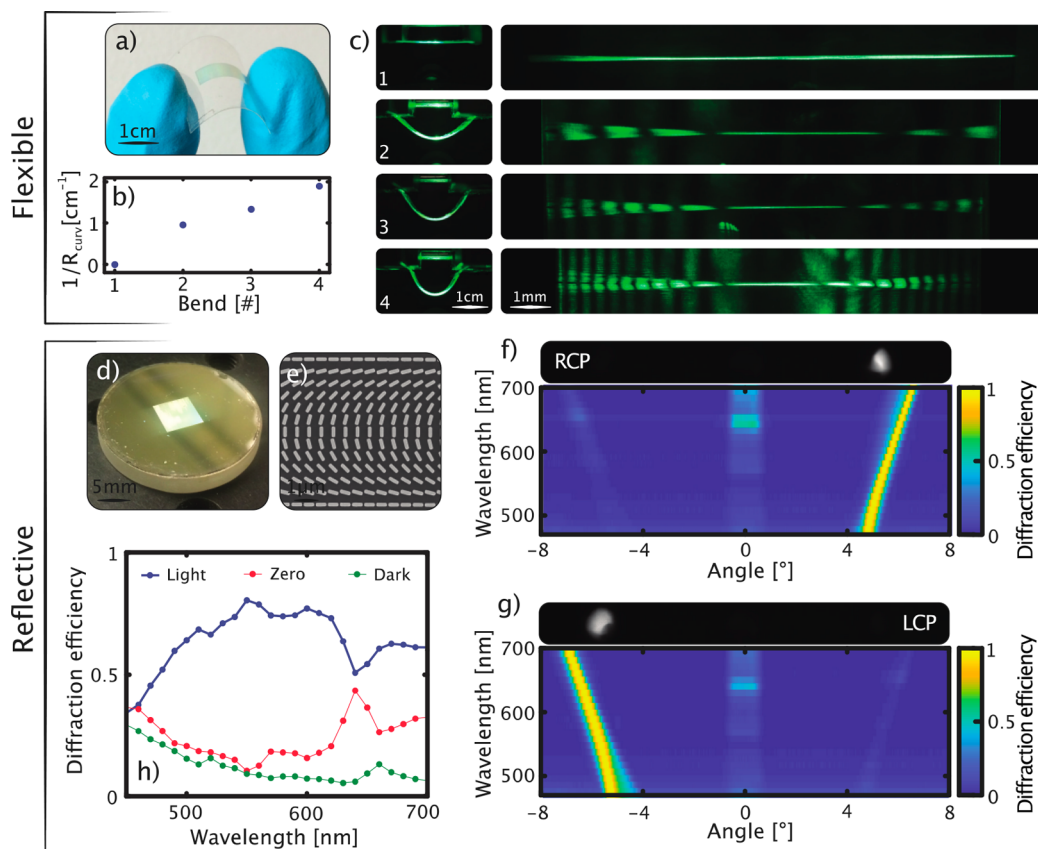 Flexible
a)
1cm
b)
1/R_curv[cm⁻¹]
2
1
0
1 2 3 4
Bend [#]
c)
1
2
3
4
1cm
1mm
Reflective
d)
5mm
e)
1µm
f)
RCP
Wavelength [nm]
700
600
500
-8 -4 0 4 8
Angle [°]
1
0.5
0
Diffraction efficiency
g)
LCP
Wavelength [nm]
700
600
500
-8 -4 0 4 8
Angle [°]
1
0.5
0
Diffraction efficiency
h)
Light Zero Dark
Diffraction efficiency
1
0.5
0
500 600 700
Wavelength [nm]